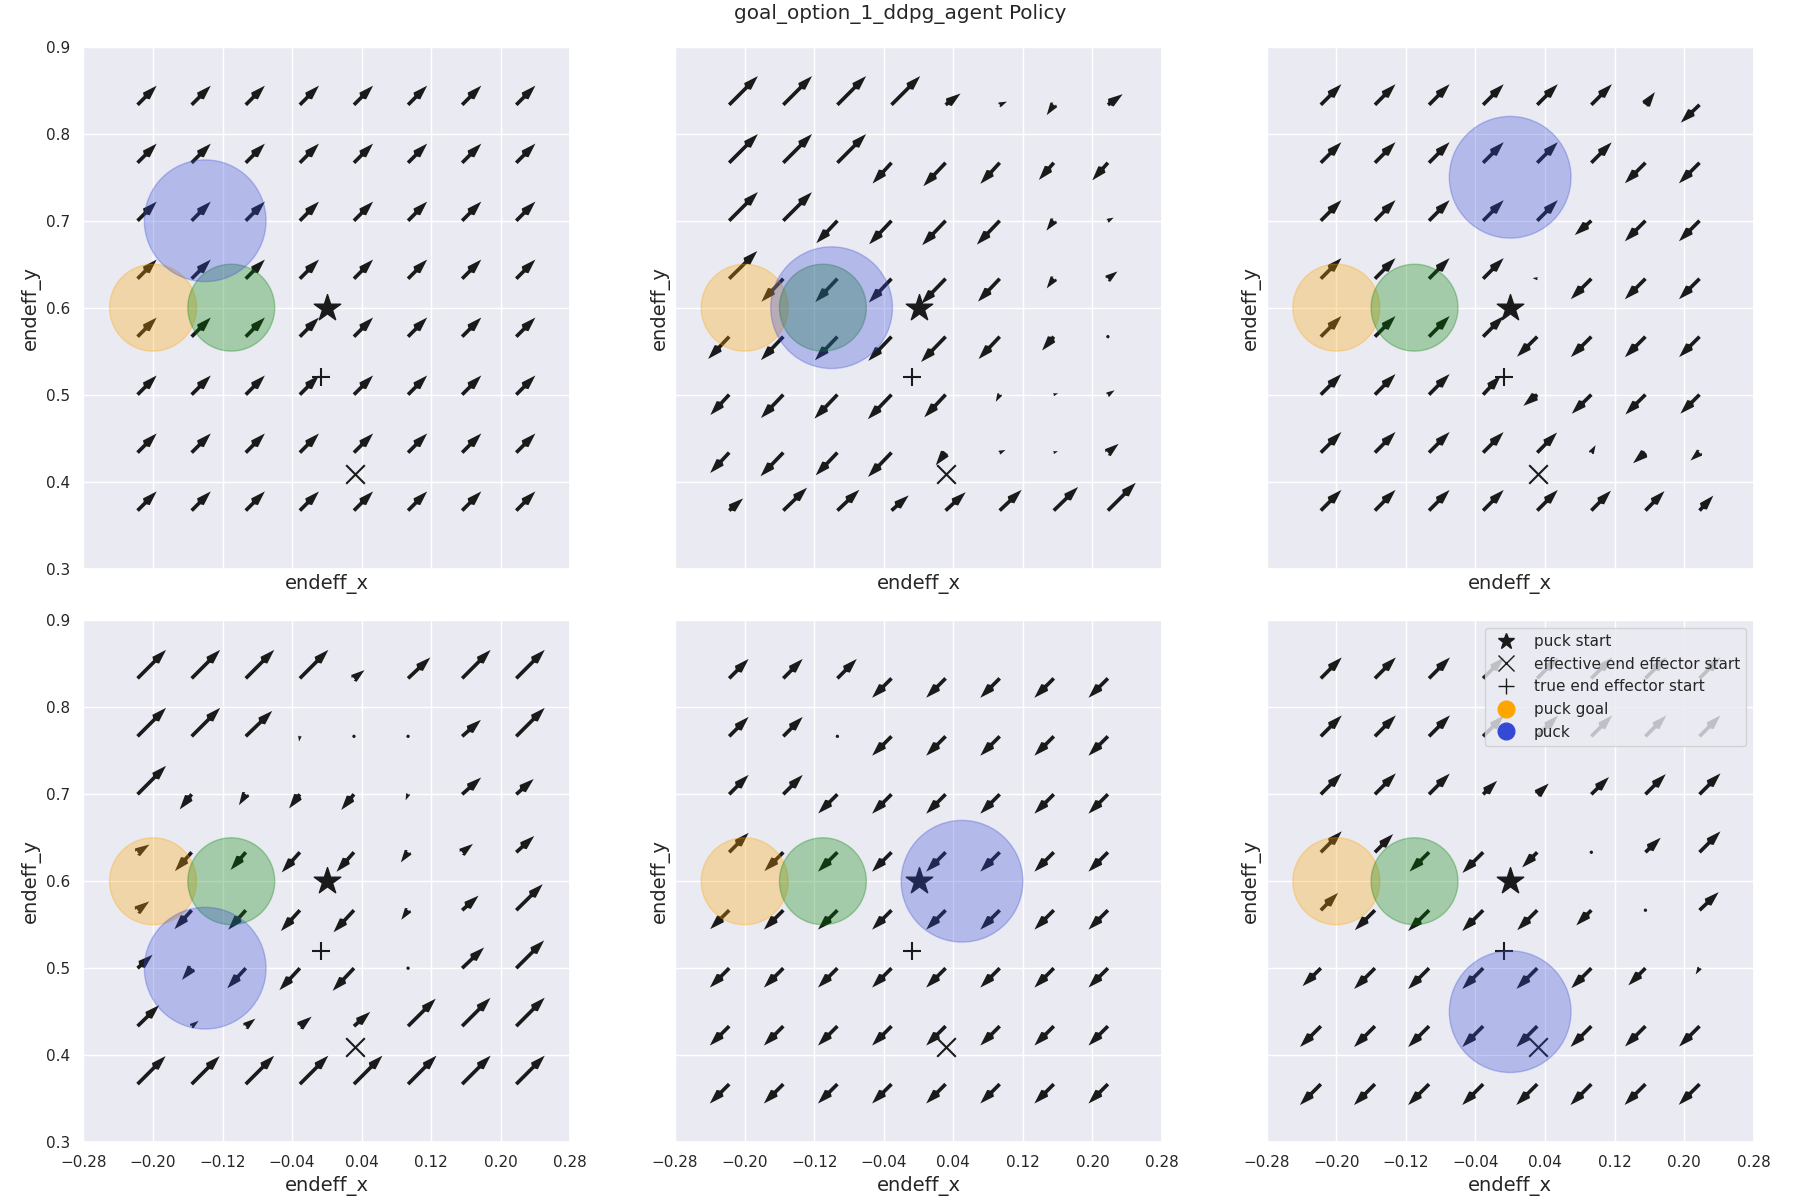 goal_option_1_ddpg_agent Policy
0.9
0.8
0.7
0.6
0.5
0.4
0.3
endeff_y
endeff_x
endeff_y
endeff_x
endeff_y
endeff_x
0.9
0.8
0.7
0.6
0.5
0.4
0.3
endeff_y
−0.28 −0.20 −0.12 −0.04 0.04 0.12 0.20 0.28
endeff_x
endeff_y
−0.28 −0.20 −0.12 −0.04 0.04 0.12 0.20 0.28
endeff_x
puck start
effective end effector start
true end effector start
puck goal
puck
endeff_y
−0.28 −0.20 −0.12 −0.04 0.04 0.12 0.20 0.28
endeff_x